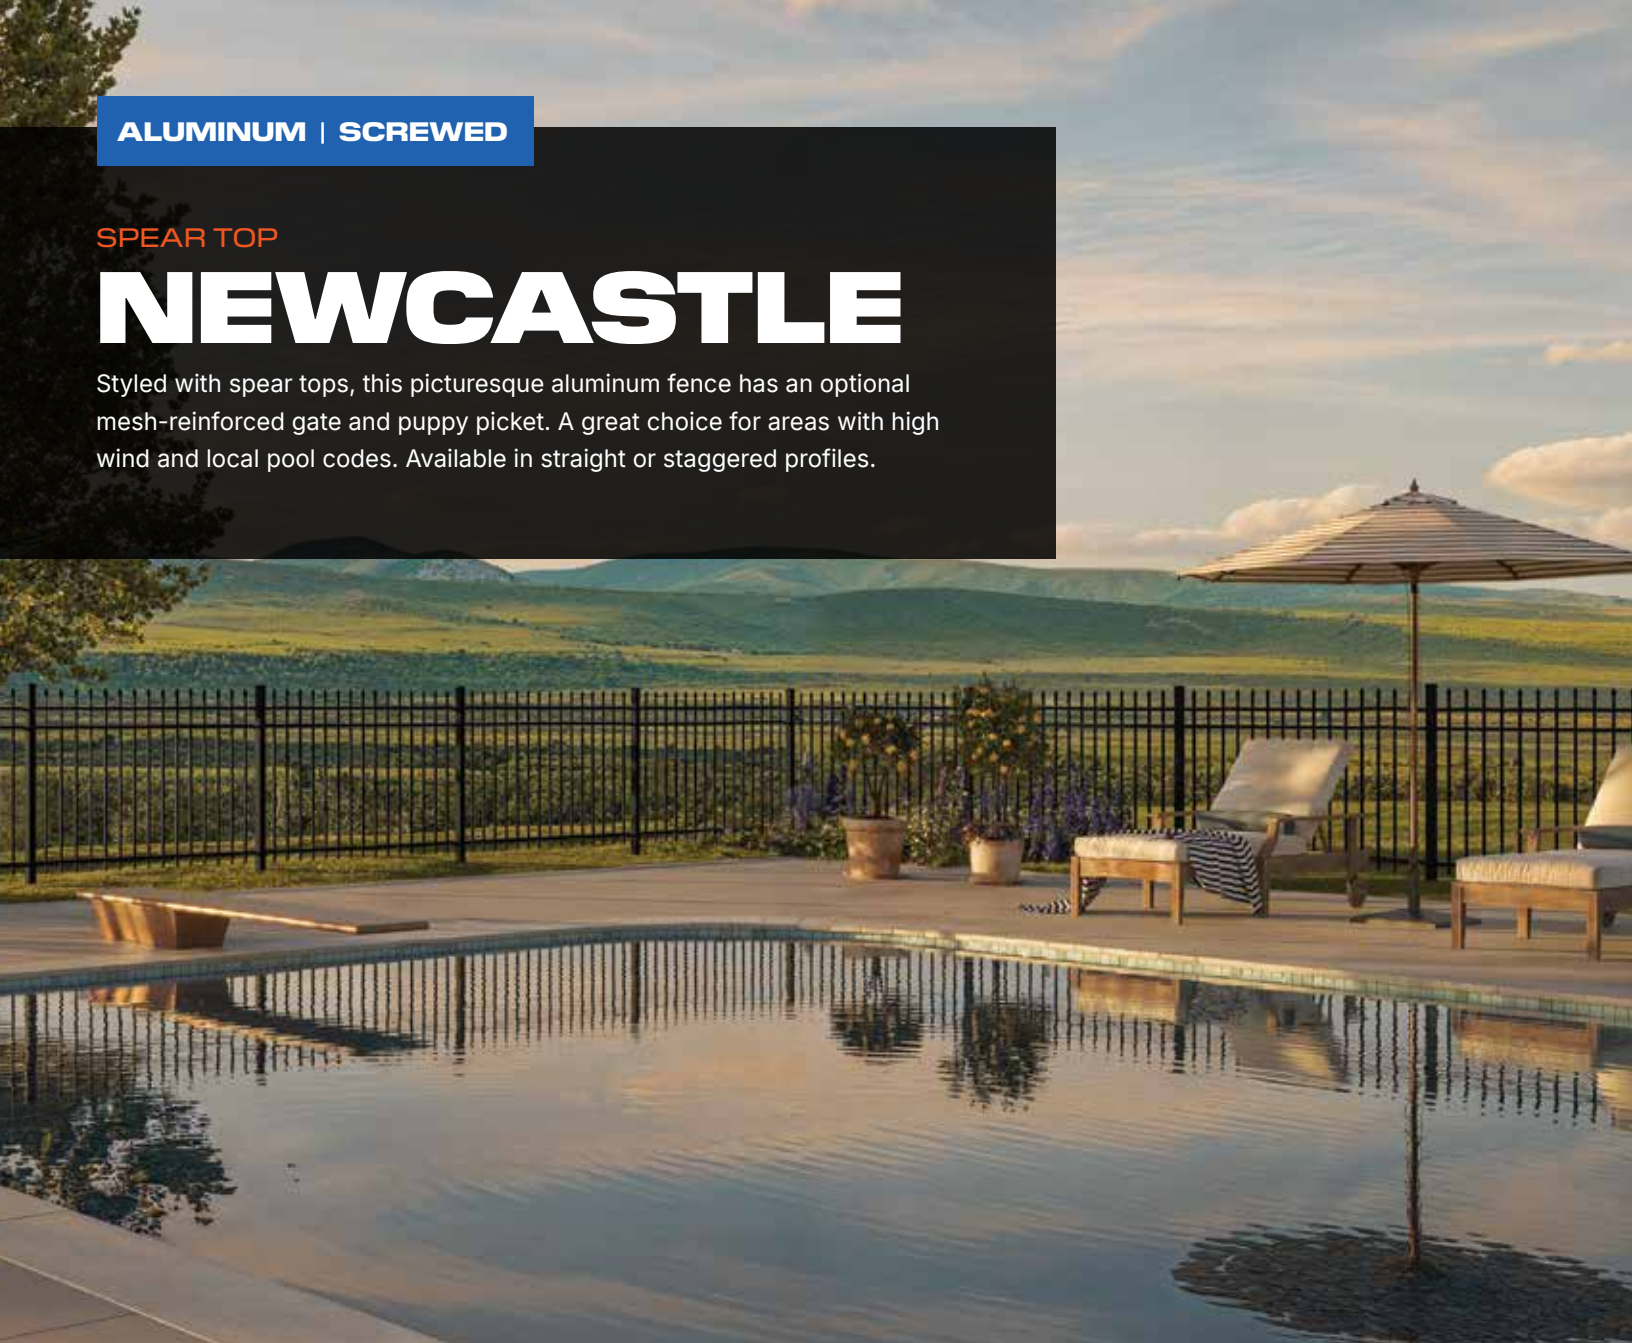 ALUMINUM | SCREWED
SPEAR TOP
NEWCASTLE
Styled with spear tops, this picturesque aluminum fence has an optional
mesh-reinforced gate and puppy picket. A great choice for areas with high
wind and local pool codes. Available in straight or staggered profiles.